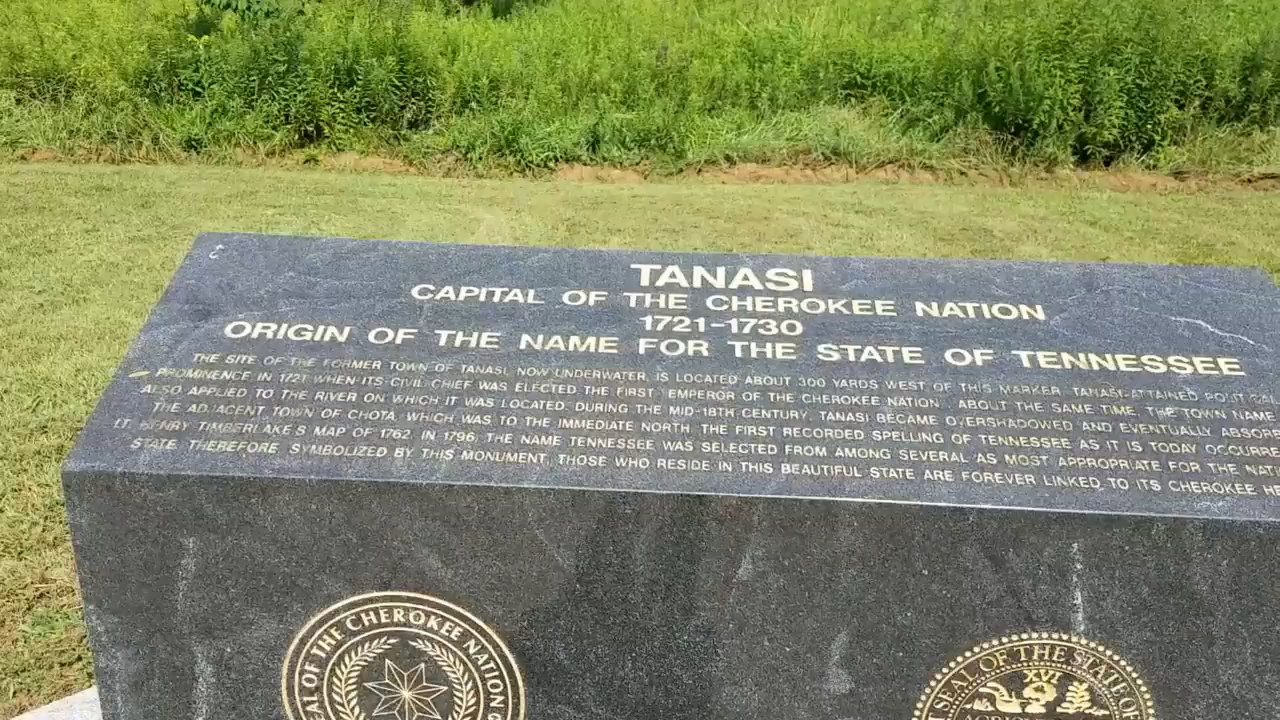 TANASI
CAPITAL OF THE CHEROKEE NATION
1721-1730
ORIGIN OF THE NAME FOR THE STATE OF TENNESSEE
THE SITE OF THE FORMER TOWN OF TANASI, NOW UNDERWATER, IS LOCATED ABOUT 300 YARDS WEST OF THIS MARKER. TANASI ATTAINED POLITICAL
PROMINENCE IN 1721 WHEN ITS CIVIL CHIEF WAS ELECTED THE FIRST "EMPEROR OF THE CHEROKEE NATION". ABOUT THE SAME TIME, THE TOWN NAME
ALSO APPLIED TO THE RIVER ON WHICH IT WAS LOCATED. DURING THE MID-18TH CENTURY, TANASI BECAME OVERSHADOWED AND EVENTUALLY ABSORB
THE ADJACENT TOWN OF CHOTA, WHICH WAS TO THE IMMEDIATE NORTH. THE FIRST RECORDED SPELLING OF TENNESSEE AS IT IS TODAY OCCURRE
LT. HENRY TIMBERLAKE'S MAP OF 1762. IN 1796, THE NAME TENNESSEE WAS SELECTED FROM AMONG SEVERAL AS MOST APPROPRIATE FOR THE NATI
STATE. THEREFORE, SYMBOLIZED BY THIS MONUMENT, THOSE WHO RESIDE IN THIS BEAUTIFUL STATE ARE FOREVER LINKED TO ITS CHEROKEE HE
EAL OF THE CHEROKEE NATION
SEAL OF THE STATE OF
XVI